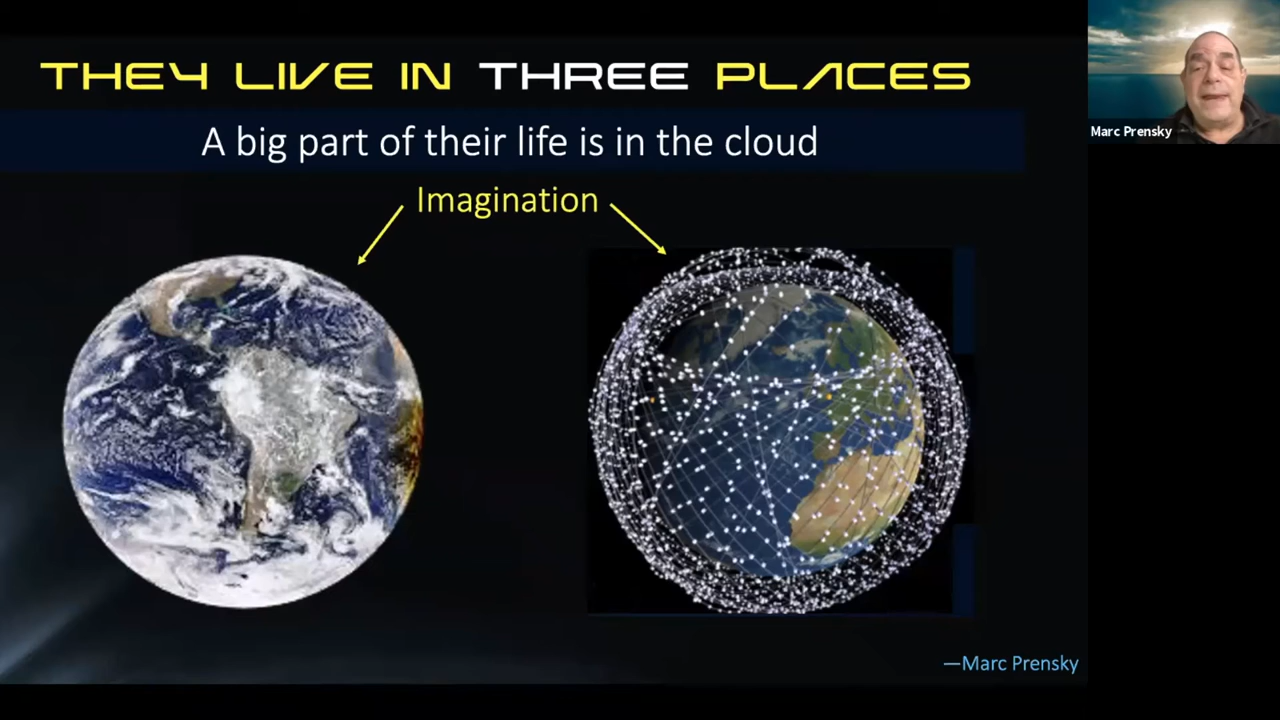 THEY LIVE IN THREE PLACES
A big part of their life is in the cloud
Imagination
—Marc Prensky
Marc Prensky